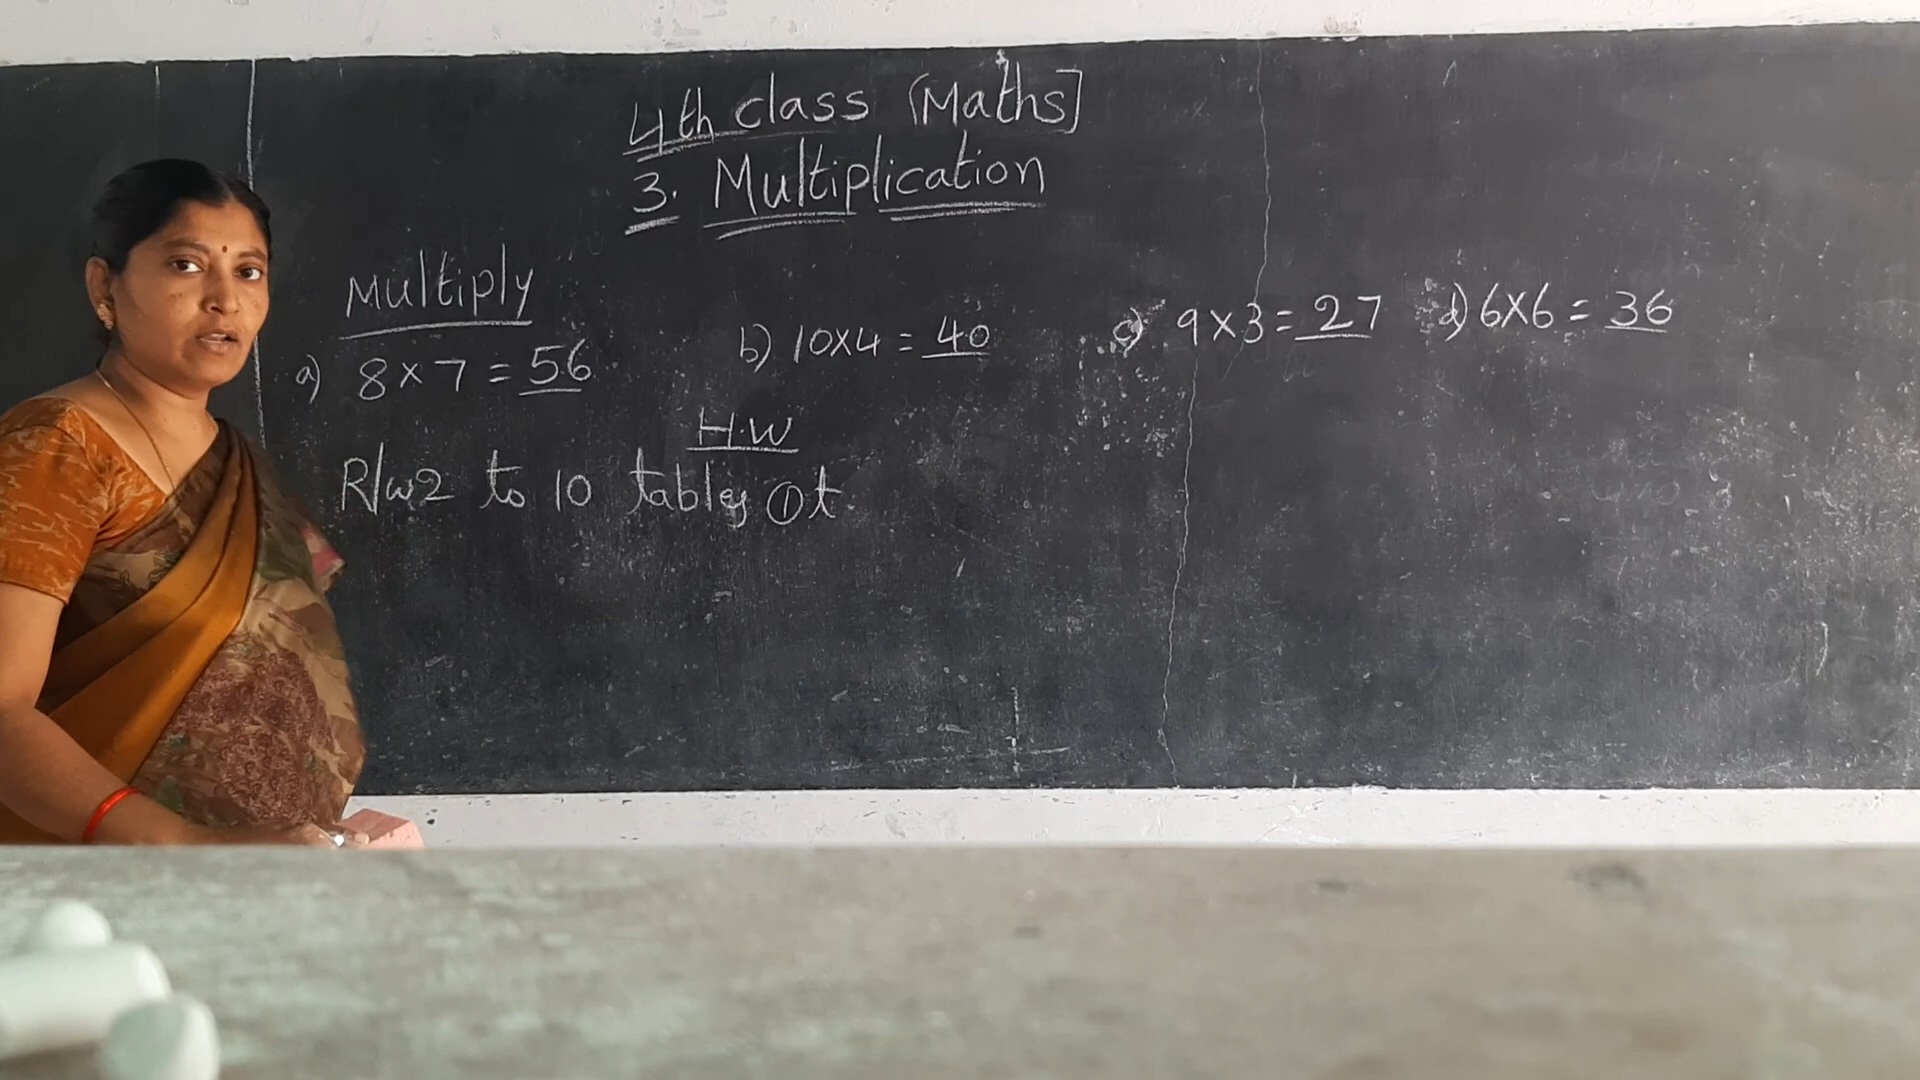 4th class [Maths]
3. Multiplication
Multiply
a) 8 × 7 = 56 b) 10×4 = 40 c) 9×3 = 27 d) 6×6 = 36
H.W
R/w 2 to 10 tables ①t